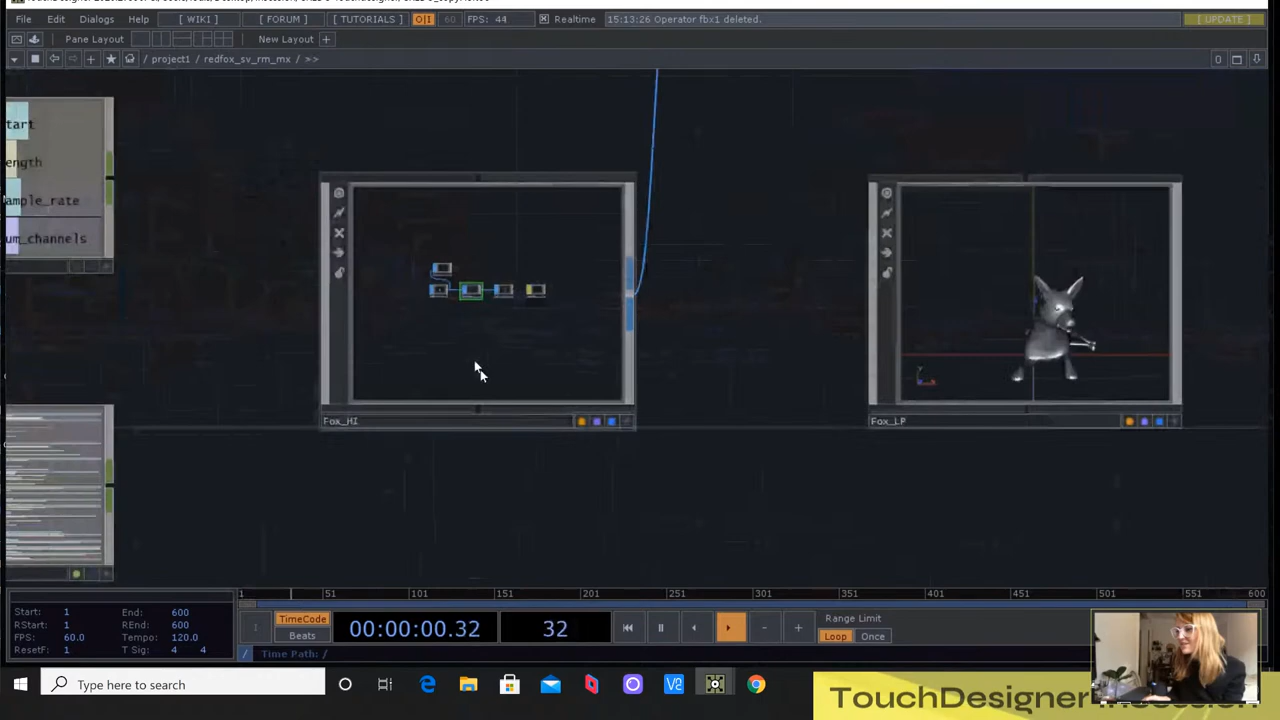 File Edit Dialogs Help [ WIKI ] [ FORUM ] [ TUTORIALS ] O|I 60 FPS: 44 Realtime 15:13:26 Operator fbx1 deleted. [ UPDATE ]
Pane Layout New Layout +
/ project1 / redfox_sv_rm_mx / >> 0
tart
ength
ample_rate
um_channels
Fox_HI
Fox_LP
1 51 101 151 201 251 301 351 401 451 501 551 600
Start: 1 End: 600
RStart: 1 REnd: 600
FPS: 60.0 Tempo: 120.0
ResetF: 1 T Sig: 4 4
TimeCode
Beats
00:00:00.32
32
Range Limit
Loop Once
/ Time Path: /
Type here to search
TouchDesigner